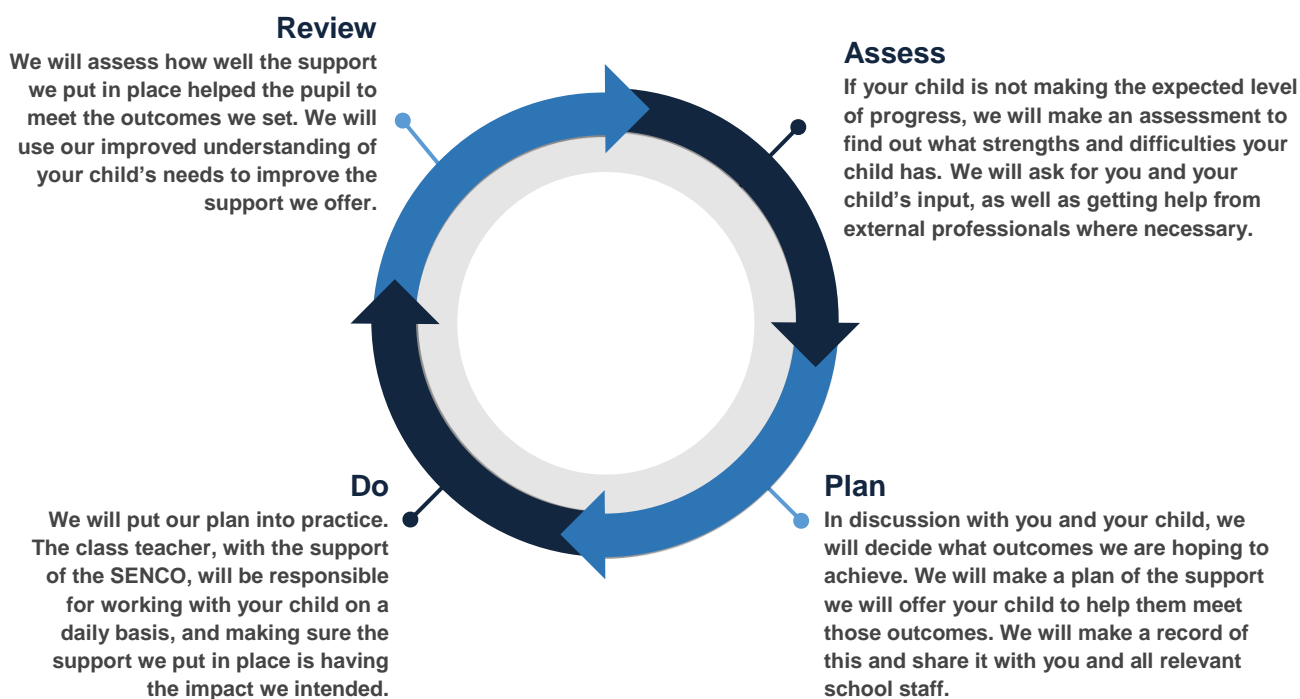 Review
We will assess how well the support
we put in place helped the pupil to
meet the outcomes we set. We will
use our improved understanding of
your child’s needs to improve the
support we offer.
Assess
If your child is not making the expected level
of progress, we will make an assessment to
find out what strengths and difficulties your
child has. We will ask for you and your
child’s input, as well as getting help from
external professionals where necessary.
Do
We will put our plan into practice.
The class teacher, with the support
of the SENCO, will be responsible
for working with your child on a
daily basis, and making sure the
support we put in place is having
the impact we intended.
Plan
In discussion with you and your child, we
will decide what outcomes we are hoping to
achieve. We will make a plan of the support
we will offer your child to help them meet
those outcomes. We will make a record of
this and share it with you and all relevant
school staff.